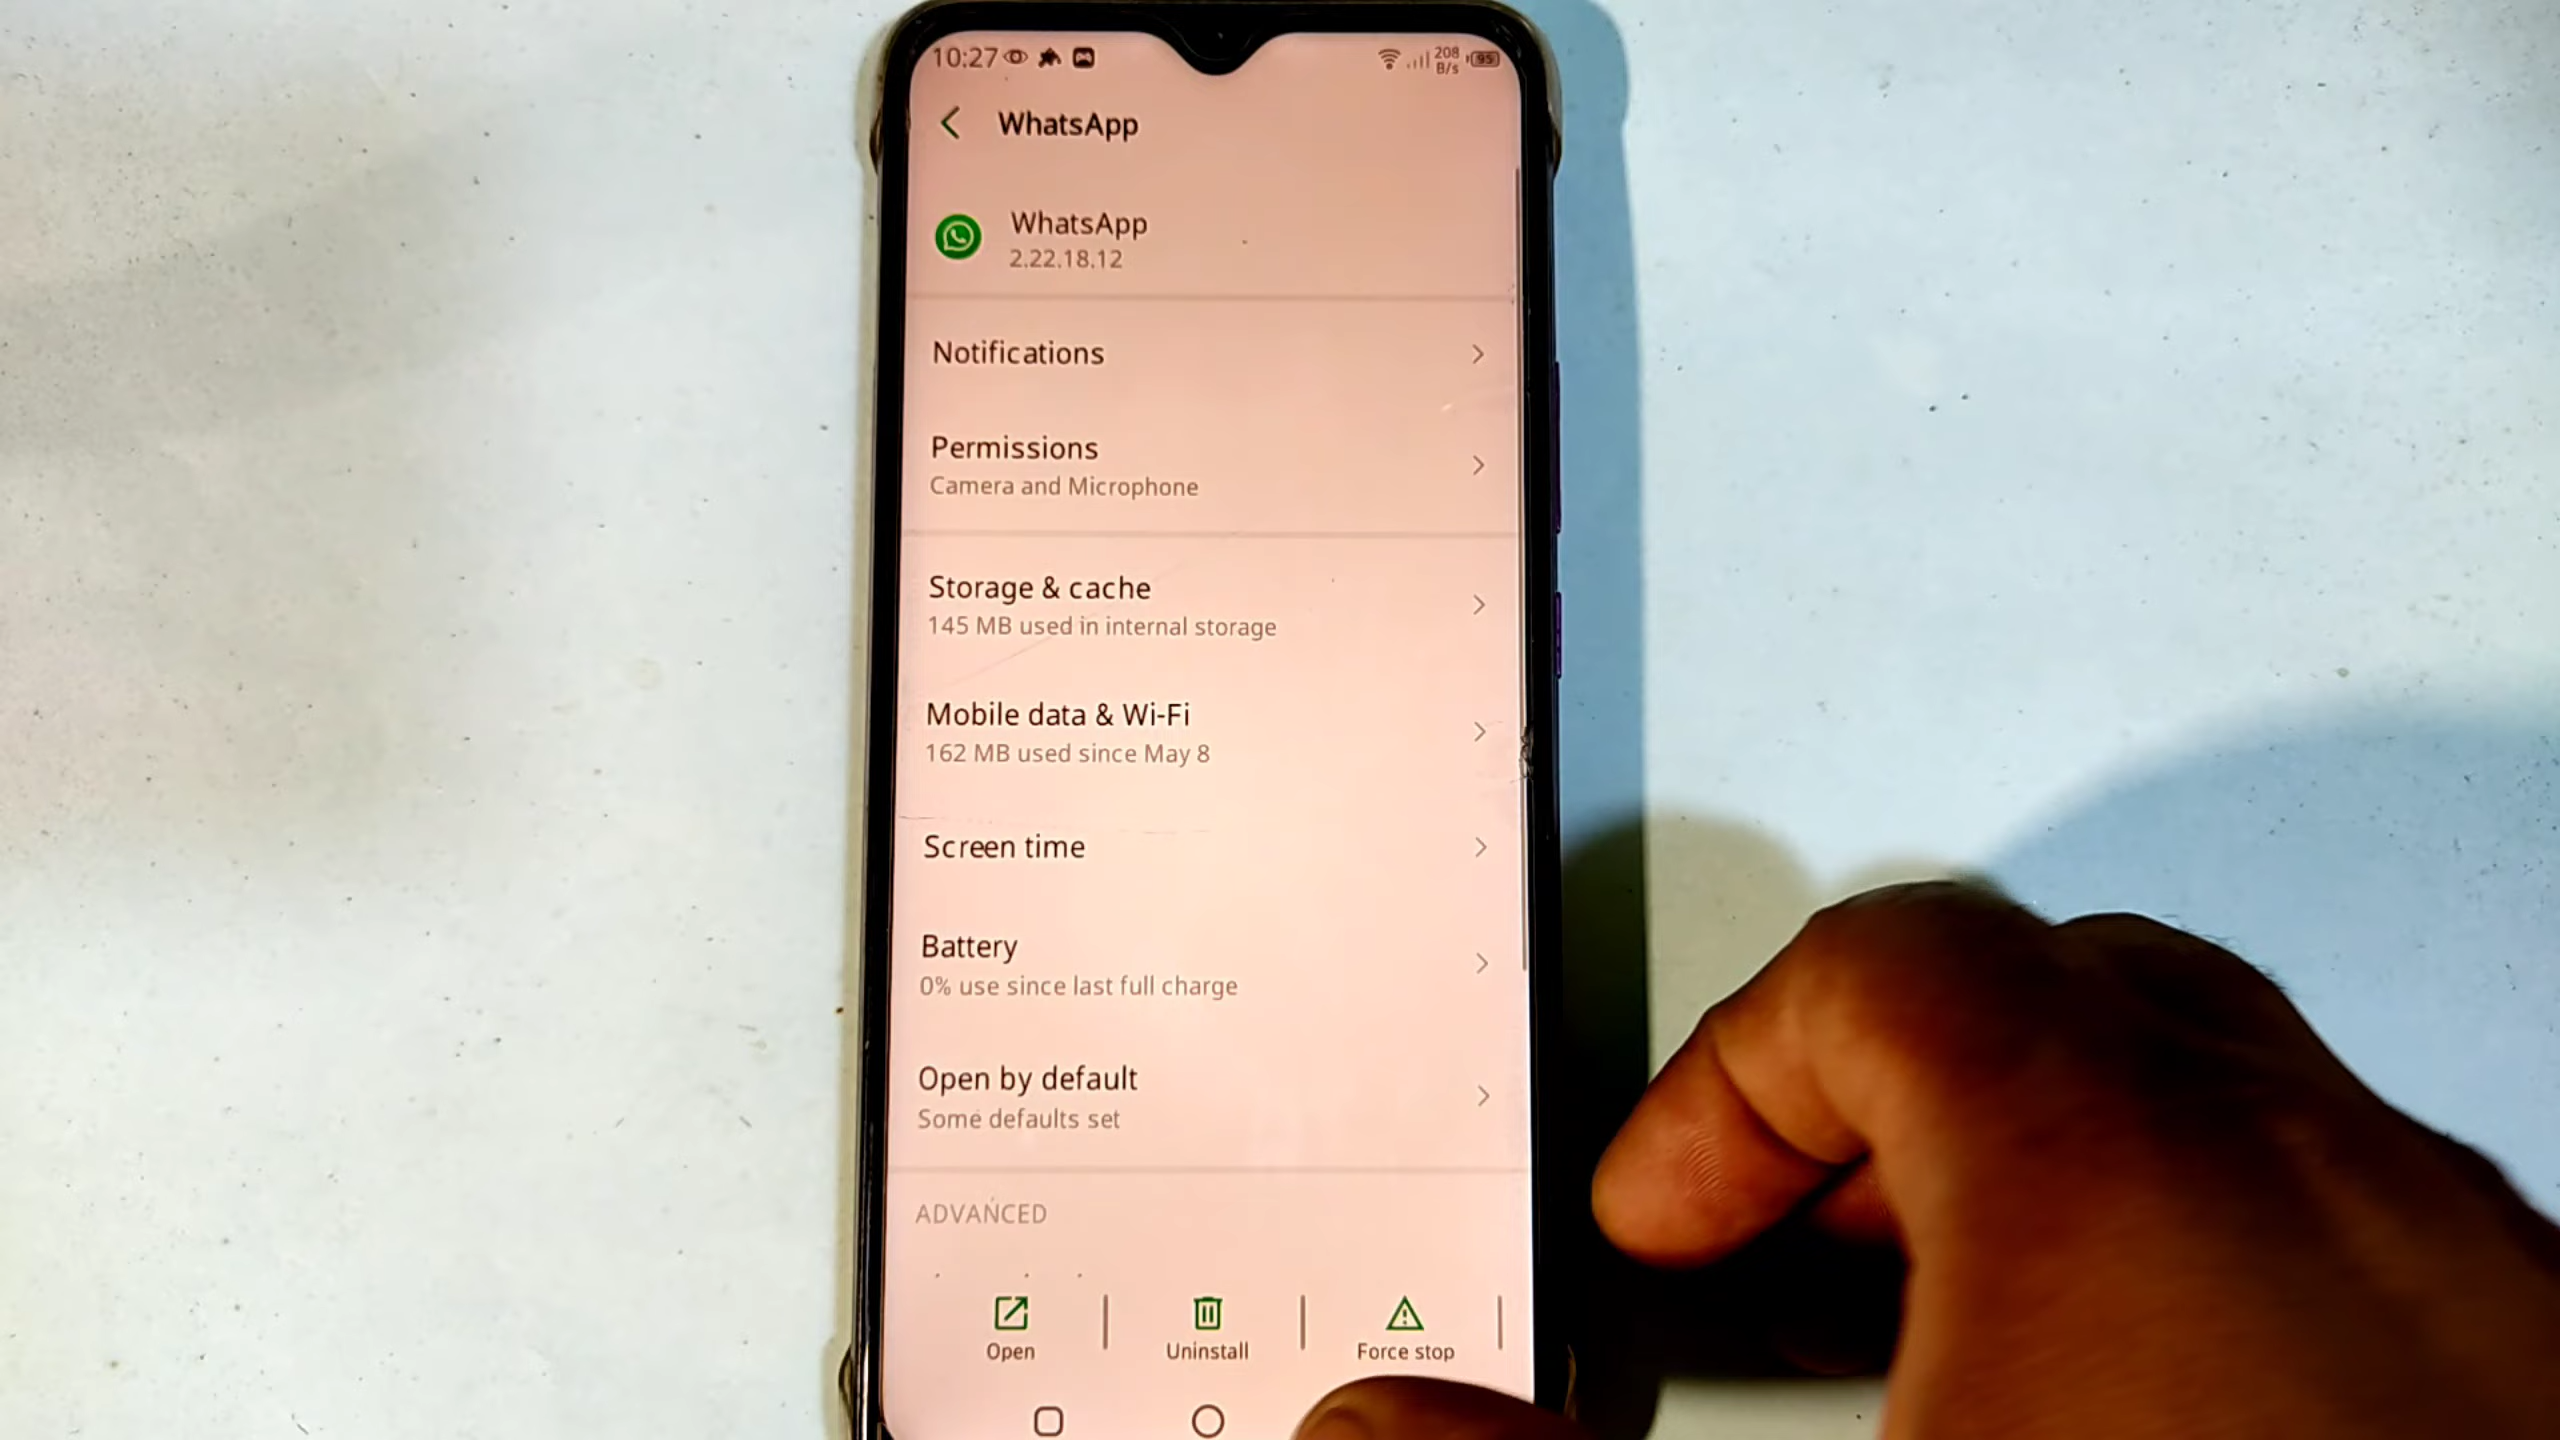 10:27
208
B/s
95
WhatsApp
WhatsApp
2.22.18.12
Notifications
Permissions
Camera and Microphone
Storage & cache
145 MB used in internal storage
Mobile data & Wi-Fi
162 MB used since May 8
Screen time
Battery
0% use since last full charge
Open by default
Some defaults set
ADVANCED
Open
Uninstall
Force stop